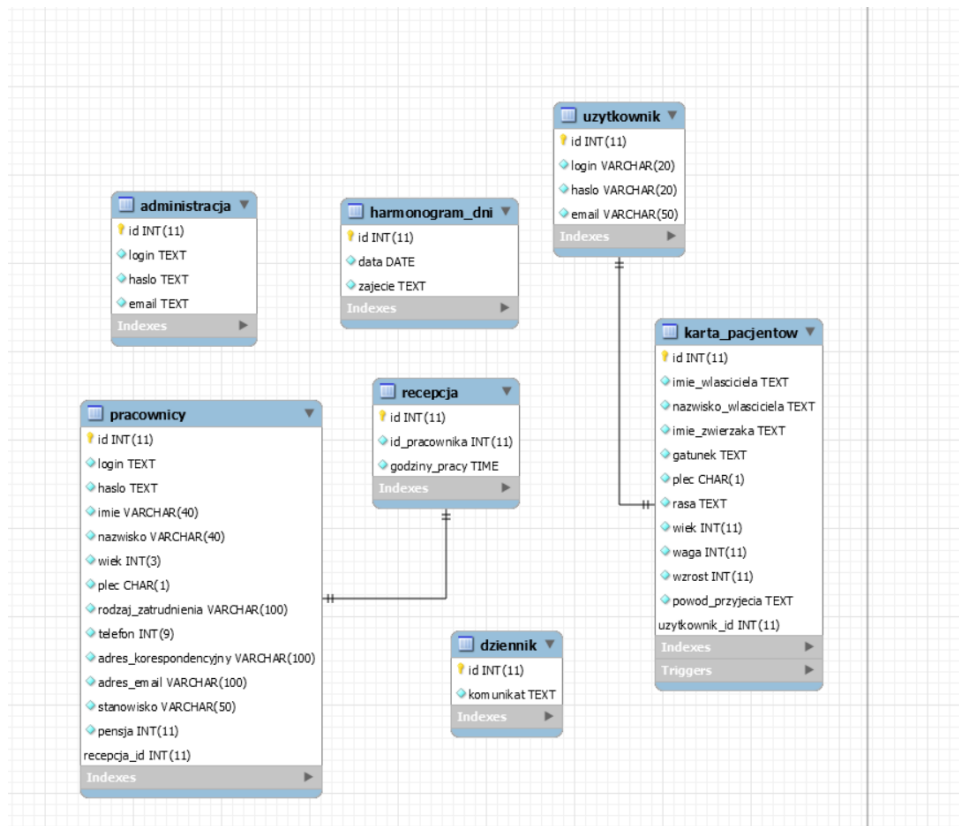 uzytkownik
id INT(11)
login VARCHAR(20)
haslo VARCHAR(20)
email VARCHAR(50)
Indexes
administracja
id INT(11)
login TEXT
haslo TEXT
email TEXT
Indexes
harmonogram_dni
id INT(11)
data DATE
zajecie TEXT
Indexes
karta_pacjentow
id INT(11)
imie_wlasciciela TEXT
nazwisko_wlasciciela TEXT
imie_zwierzaka TEXT
gatunek TEXT
plec CHAR(1)
rasa TEXT
wiek INT(11)
waga INT(11)
wzrost INT(11)
powod_przyjecia TEXT
uzytkownik_id INT(11)
Indexes
Triggers
recepcja
id INT(11)
id_pracownika INT(11)
godziny_pracy TIME
Indexes
pracownicy
id INT(11)
login TEXT
haslo TEXT
imie VARCHAR(40)
nazwisko VARCHAR(40)
wiek INT(3)
plec CHAR(1)
rodzaj_zatrudnienia VARCHAR(100)
telefon INT(9)
adres_korespondencyjny VARCHAR(100)
adres_email VARCHAR(100)
stanowisko VARCHAR(50)
pensja INT(11)
recepcja_id INT(11)
Indexes
dziennik
id INT(11)
komunikat TEXT
Indexes